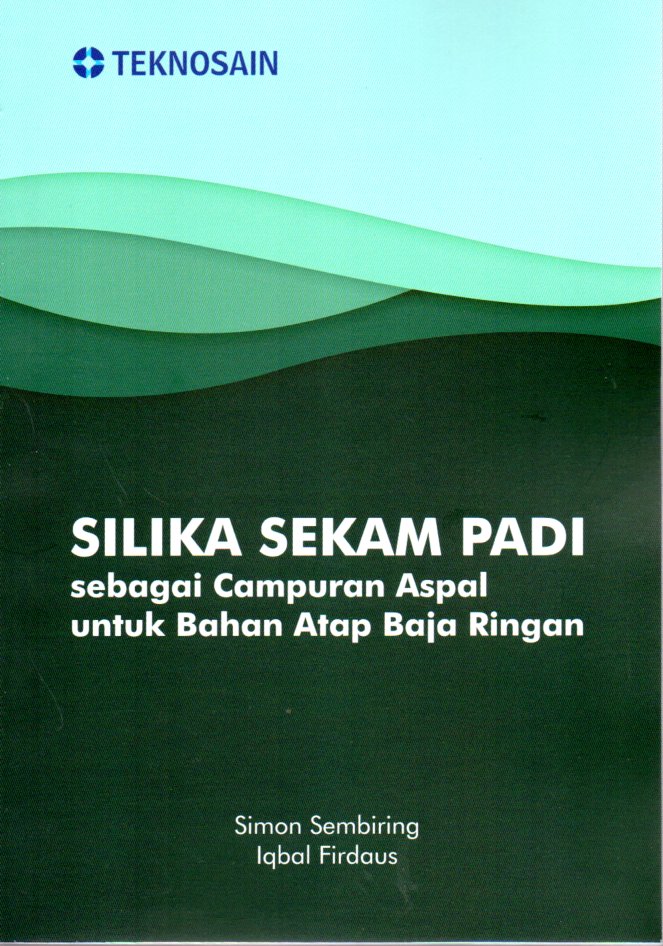 TEKNOSAIN
SILIKA SEKAM PADI
sebagai Campuran Aspal
untuk Bahan Atap Baja Ringan
Simon Sembiring
Iqbal Firdaus